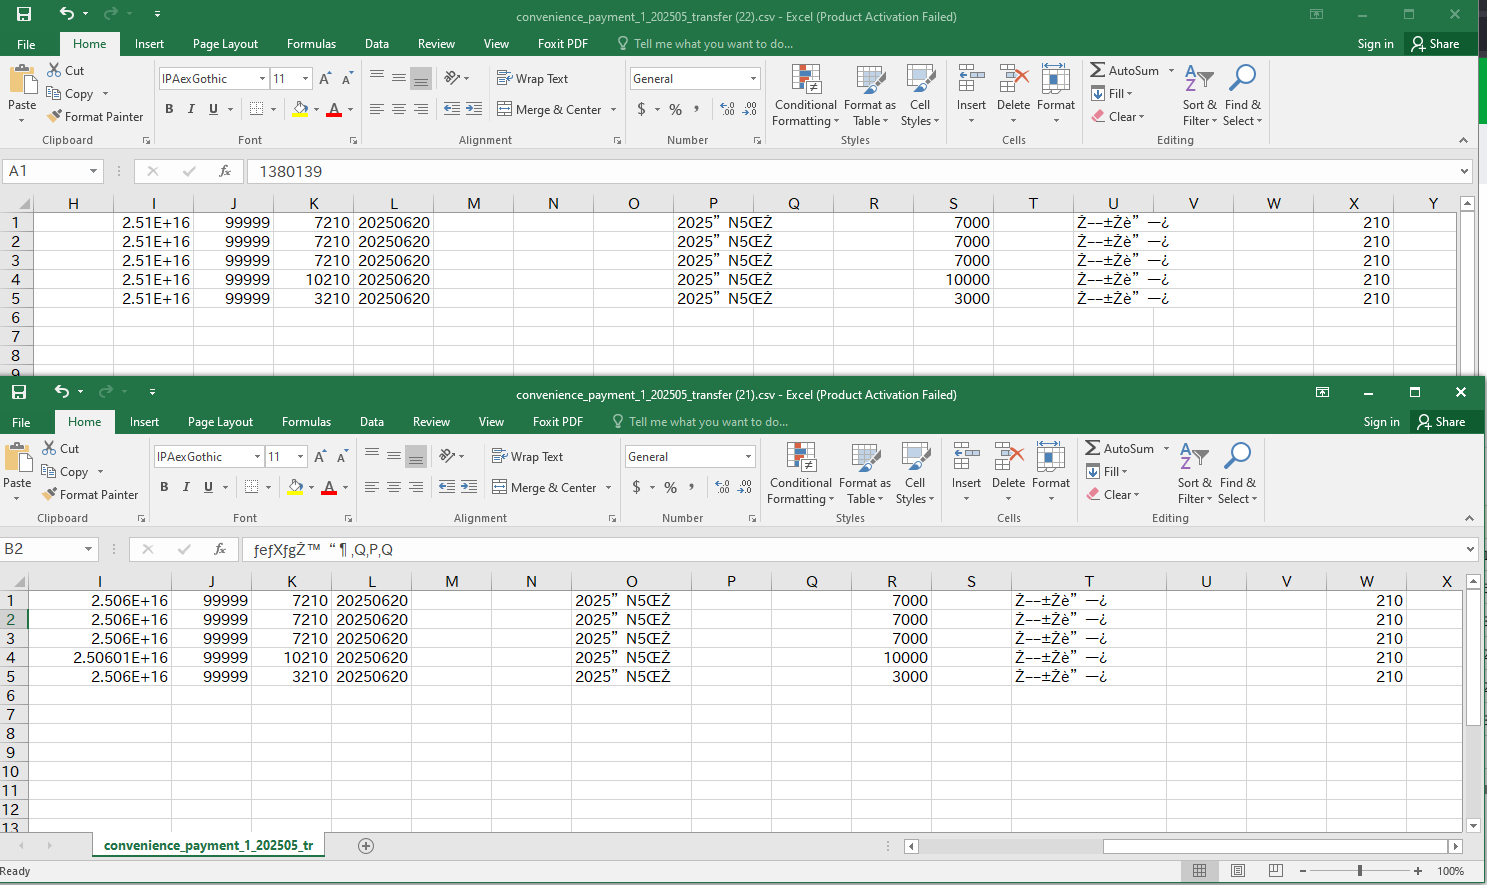 convenience_payment_1_202505_transfer (22).csv - Excel (Product Activation Failed)
File Home Insert Page Layout Formulas Data Review View Foxit PDF Tell me what you want to do... Sign in Share
Paste Cut Copy Format Painter
IPAexGothic 11
B I U A
Wrap Text
Merge & Center
General
$ % ,
Conditional Formatting Format as Table Cell Styles
Insert Delete Format
AutoSum Fill Clear
Sort & Filter Find & Select
Clipboard Font Alignment Number Styles Cells Editing
A1 fx 1380139
H I J K L M N O P Q R S T U V W X Y
1 2.51E+16 99999 7210 20250620 2025”N5ŒŽ 7000 Ž––±Žè”—¿ 210
2 2.51E+16 99999 7210 20250620 2025”N5ŒŽ 7000 Ž––±Žè”—¿ 210
3 2.51E+16 99999 7210 20250620 2025”N5ŒŽ 7000 Ž––±Žè”—¿ 210
4 2.51E+16 99999 10210 20250620 2025”N5ŒŽ 10000 Ž––±Žè”—¿ 210
5 2.51E+16 99999 3210 20250620 2025”N5ŒŽ 3000 Ž––±Žè”—¿ 210
6
7
8
9
convenience_payment_1_202505_transfer (21).csv - Excel (Product Activation Failed)
File Home Insert Page Layout Formulas Data Review View Foxit PDF Tell me what you want to do... Sign in Share
Paste Cut Copy Format Painter
IPAexGothic 11
B I U A
Wrap Text
Merge & Center
General
$ % ,
Conditional Formatting Format as Table Cell Styles
Insert Delete Format
AutoSum Fill Clear
Sort & Filter Find & Select
Clipboard Font Alignment Number Styles Cells Editing
B2 fx ƒeƒXƒgŽ™“¶‚Q‚P‚Q
I J K L M N O P Q R S T U V W X
1 2.506E+16 99999 7210 20250620 2025”N5ŒŽ 7000 Ž––±Žè”—¿ 210
2 2.506E+16 99999 7210 20250620 2025”N5ŒŽ 7000 Ž––±Žè”—¿ 210
3 2.506E+16 99999 7210 20250620 2025”N5ŒŽ 7000 Ž––±Žè”—¿ 210
4 2.50601E+16 99999 10210 20250620 2025”N5ŒŽ 10000 Ž––±Žè”—¿ 210
5 2.506E+16 99999 3210 20250620 2025”N5ŒŽ 3000 Ž––±Žè”—¿ 210
6
7
8
9
10
11
12
13
convenience_payment_1_202505_tr
Ready 100%